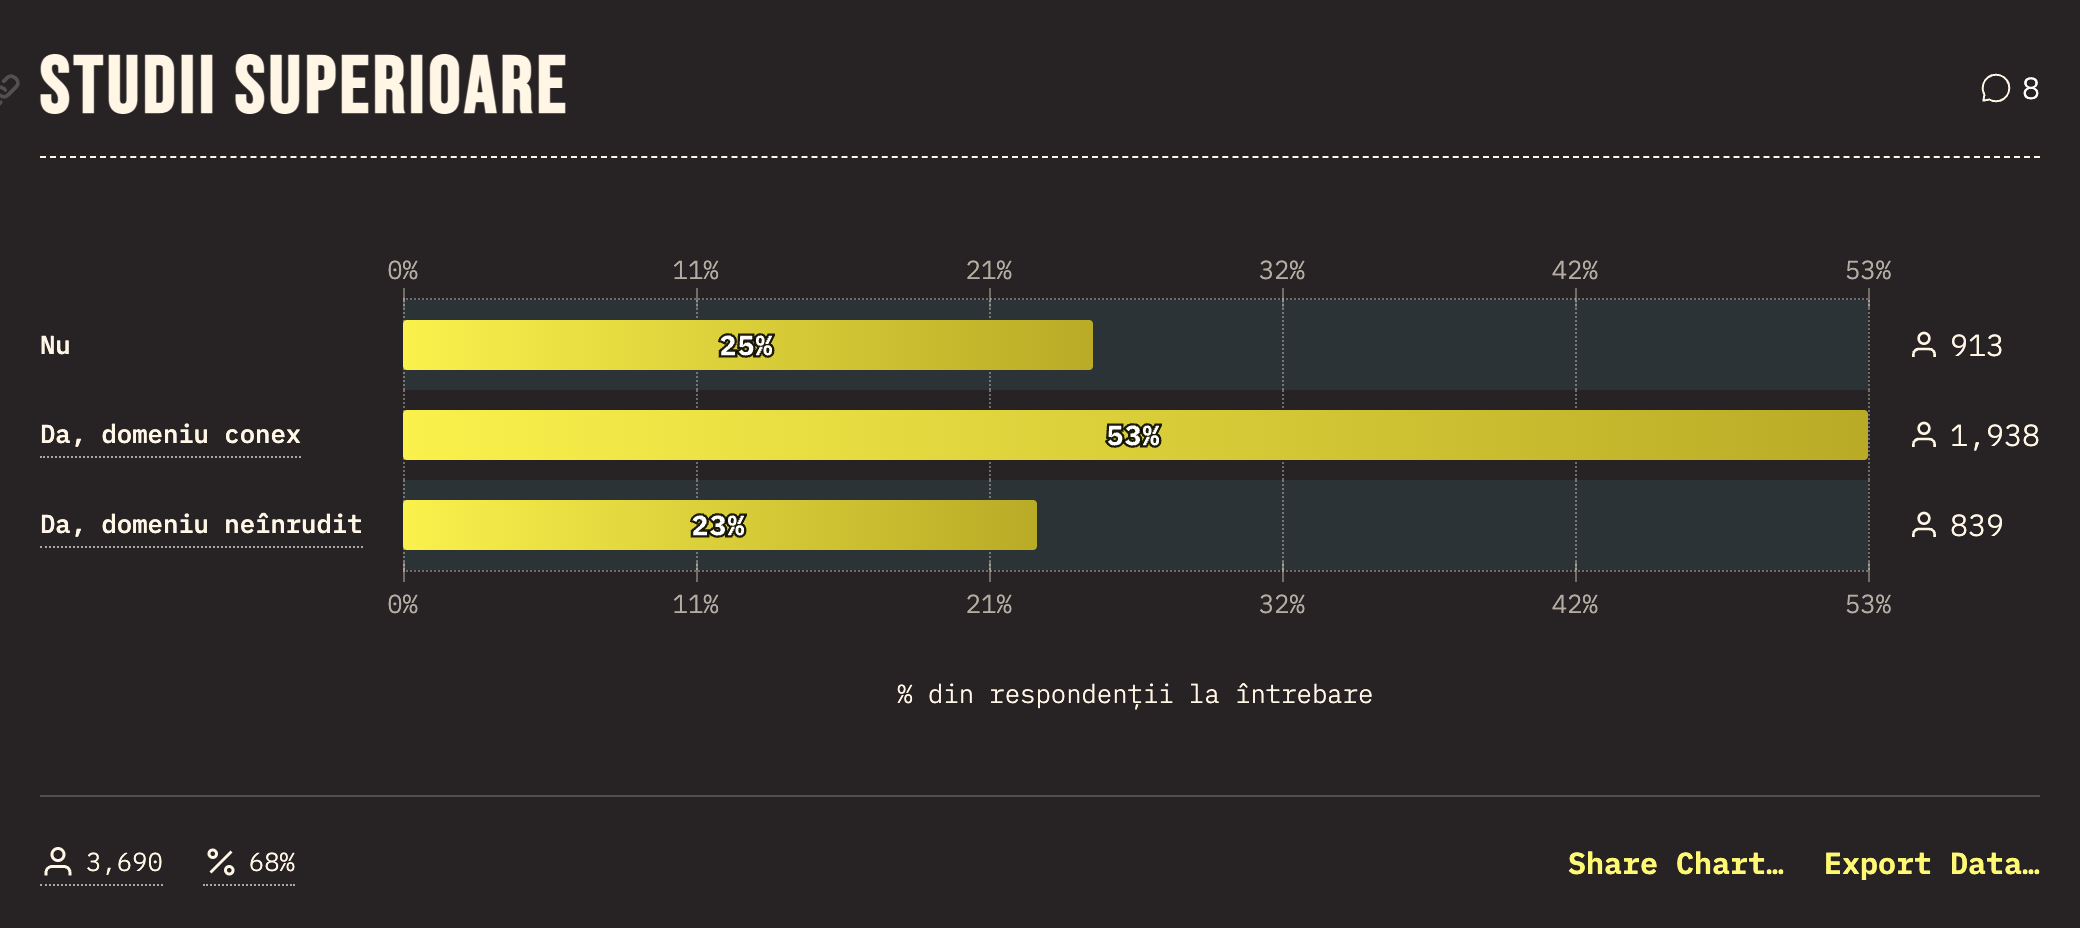 STUDII SUPERIOARE
8
0% 11% 21% 32% 42% 53%
Nu 25% 913
Da, domeniu conex 53% 1,938
Da, domeniu neînrudit 23% 839
0% 11% 21% 32% 42% 53%
% din respondenții la întrebare
3,690 68% Share Chart… Export Data…